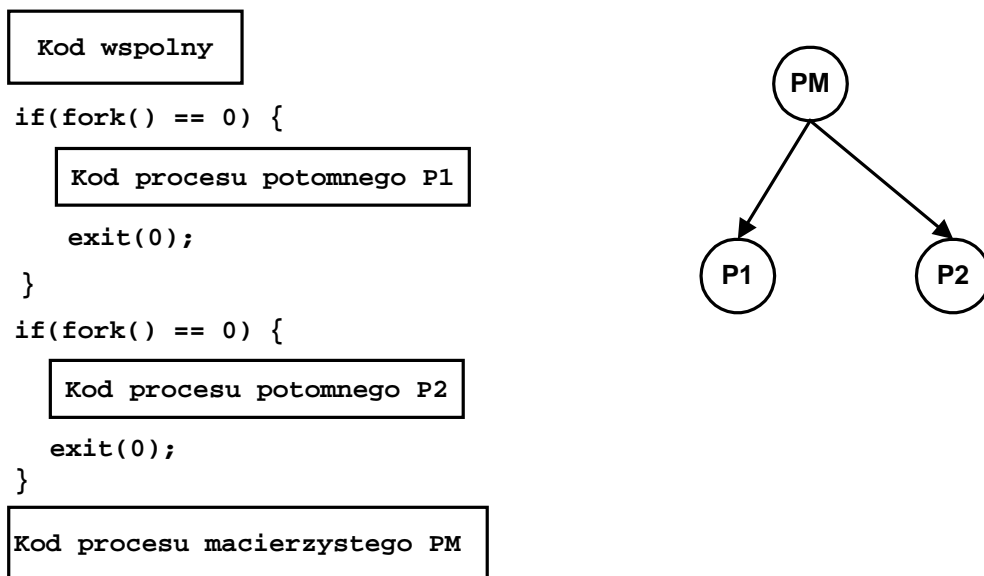 Kod wspolny
if(fork() == 0) {
Kod procesu potomnego P1
exit(0);
}
if(fork() == 0) {
Kod procesu potomnego P2
exit(0);
}
Kod procesu macierzystego PM
PM
P1
P2